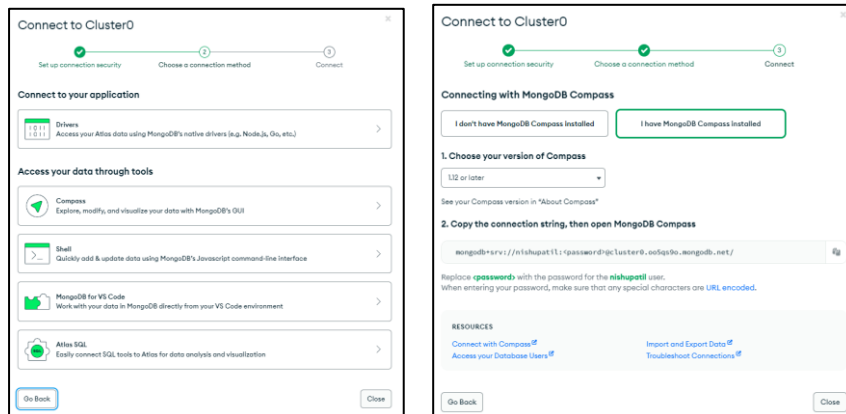 Connect to Cluster0
×
2
3
Set up connection security
Choose a connection method
Connect
Connect to your application
Drivers
Access your Atlas data using MongoDB's native drivers (e.g. Node.js, Go, etc.)
Access your data through tools
Compass
Explore, modify, and visualize your data with MongoDB's GUI
Shell
Quickly add & update data using MongoDB's Javascript command-line interface
MongoDB for VS Code
Work with your data in MongoDB directly from your VS Code environment
Atlas SQL
Easily connect SQL tools to Atlas for data analysis and visualization
Go Back
Close
Connect to Cluster0
×
3
Set up connection security
Choose a connection method
Connect
Connecting with MongoDB Compass
I don't have MongoDB Compass installed
I have MongoDB Compass installed
1. Choose your version of Compass
1.12 or later
See your Compass version in "About Compass"
2. Copy the connection string, then open MongoDB Compass
mongodb+srv://nishupatil:<password>@cluster0.oo5qs9o.mongodb.net/
Replace <password> with the password for the nishupatil user.
When entering your password, make sure that any special characters are URL encoded.
RESOURCES
Connect with Compass
Import and Export Data
Access your Database Users
Troubleshoot Connections
Go Back
Close